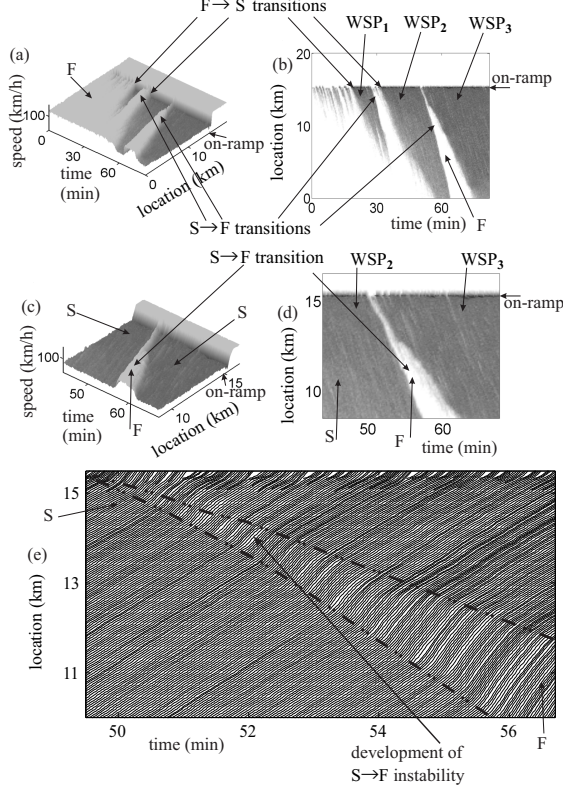 F→ S transitions
(a)
F
speed (km/h)
100
0
30
60
time
(min)
0
10
location (km)
on-ramp
(b)
WSP1
WSP2
WSP3
20
10
0
location (km)
on-ramp
0
30
60
time (min)
F
S→F transitions
S→F transition
(c)
S
S
speed (km/h)
100
50
60
time
(min)
10
15
location (km)
on-ramp
F
(d)
WSP2
WSP3
15
10
location (km)
on-ramp
S
50
F
60
time (min)
(e)
S
15
13
11
location (km)
50
52
54
56
time (min)
F
development of
S→F instability